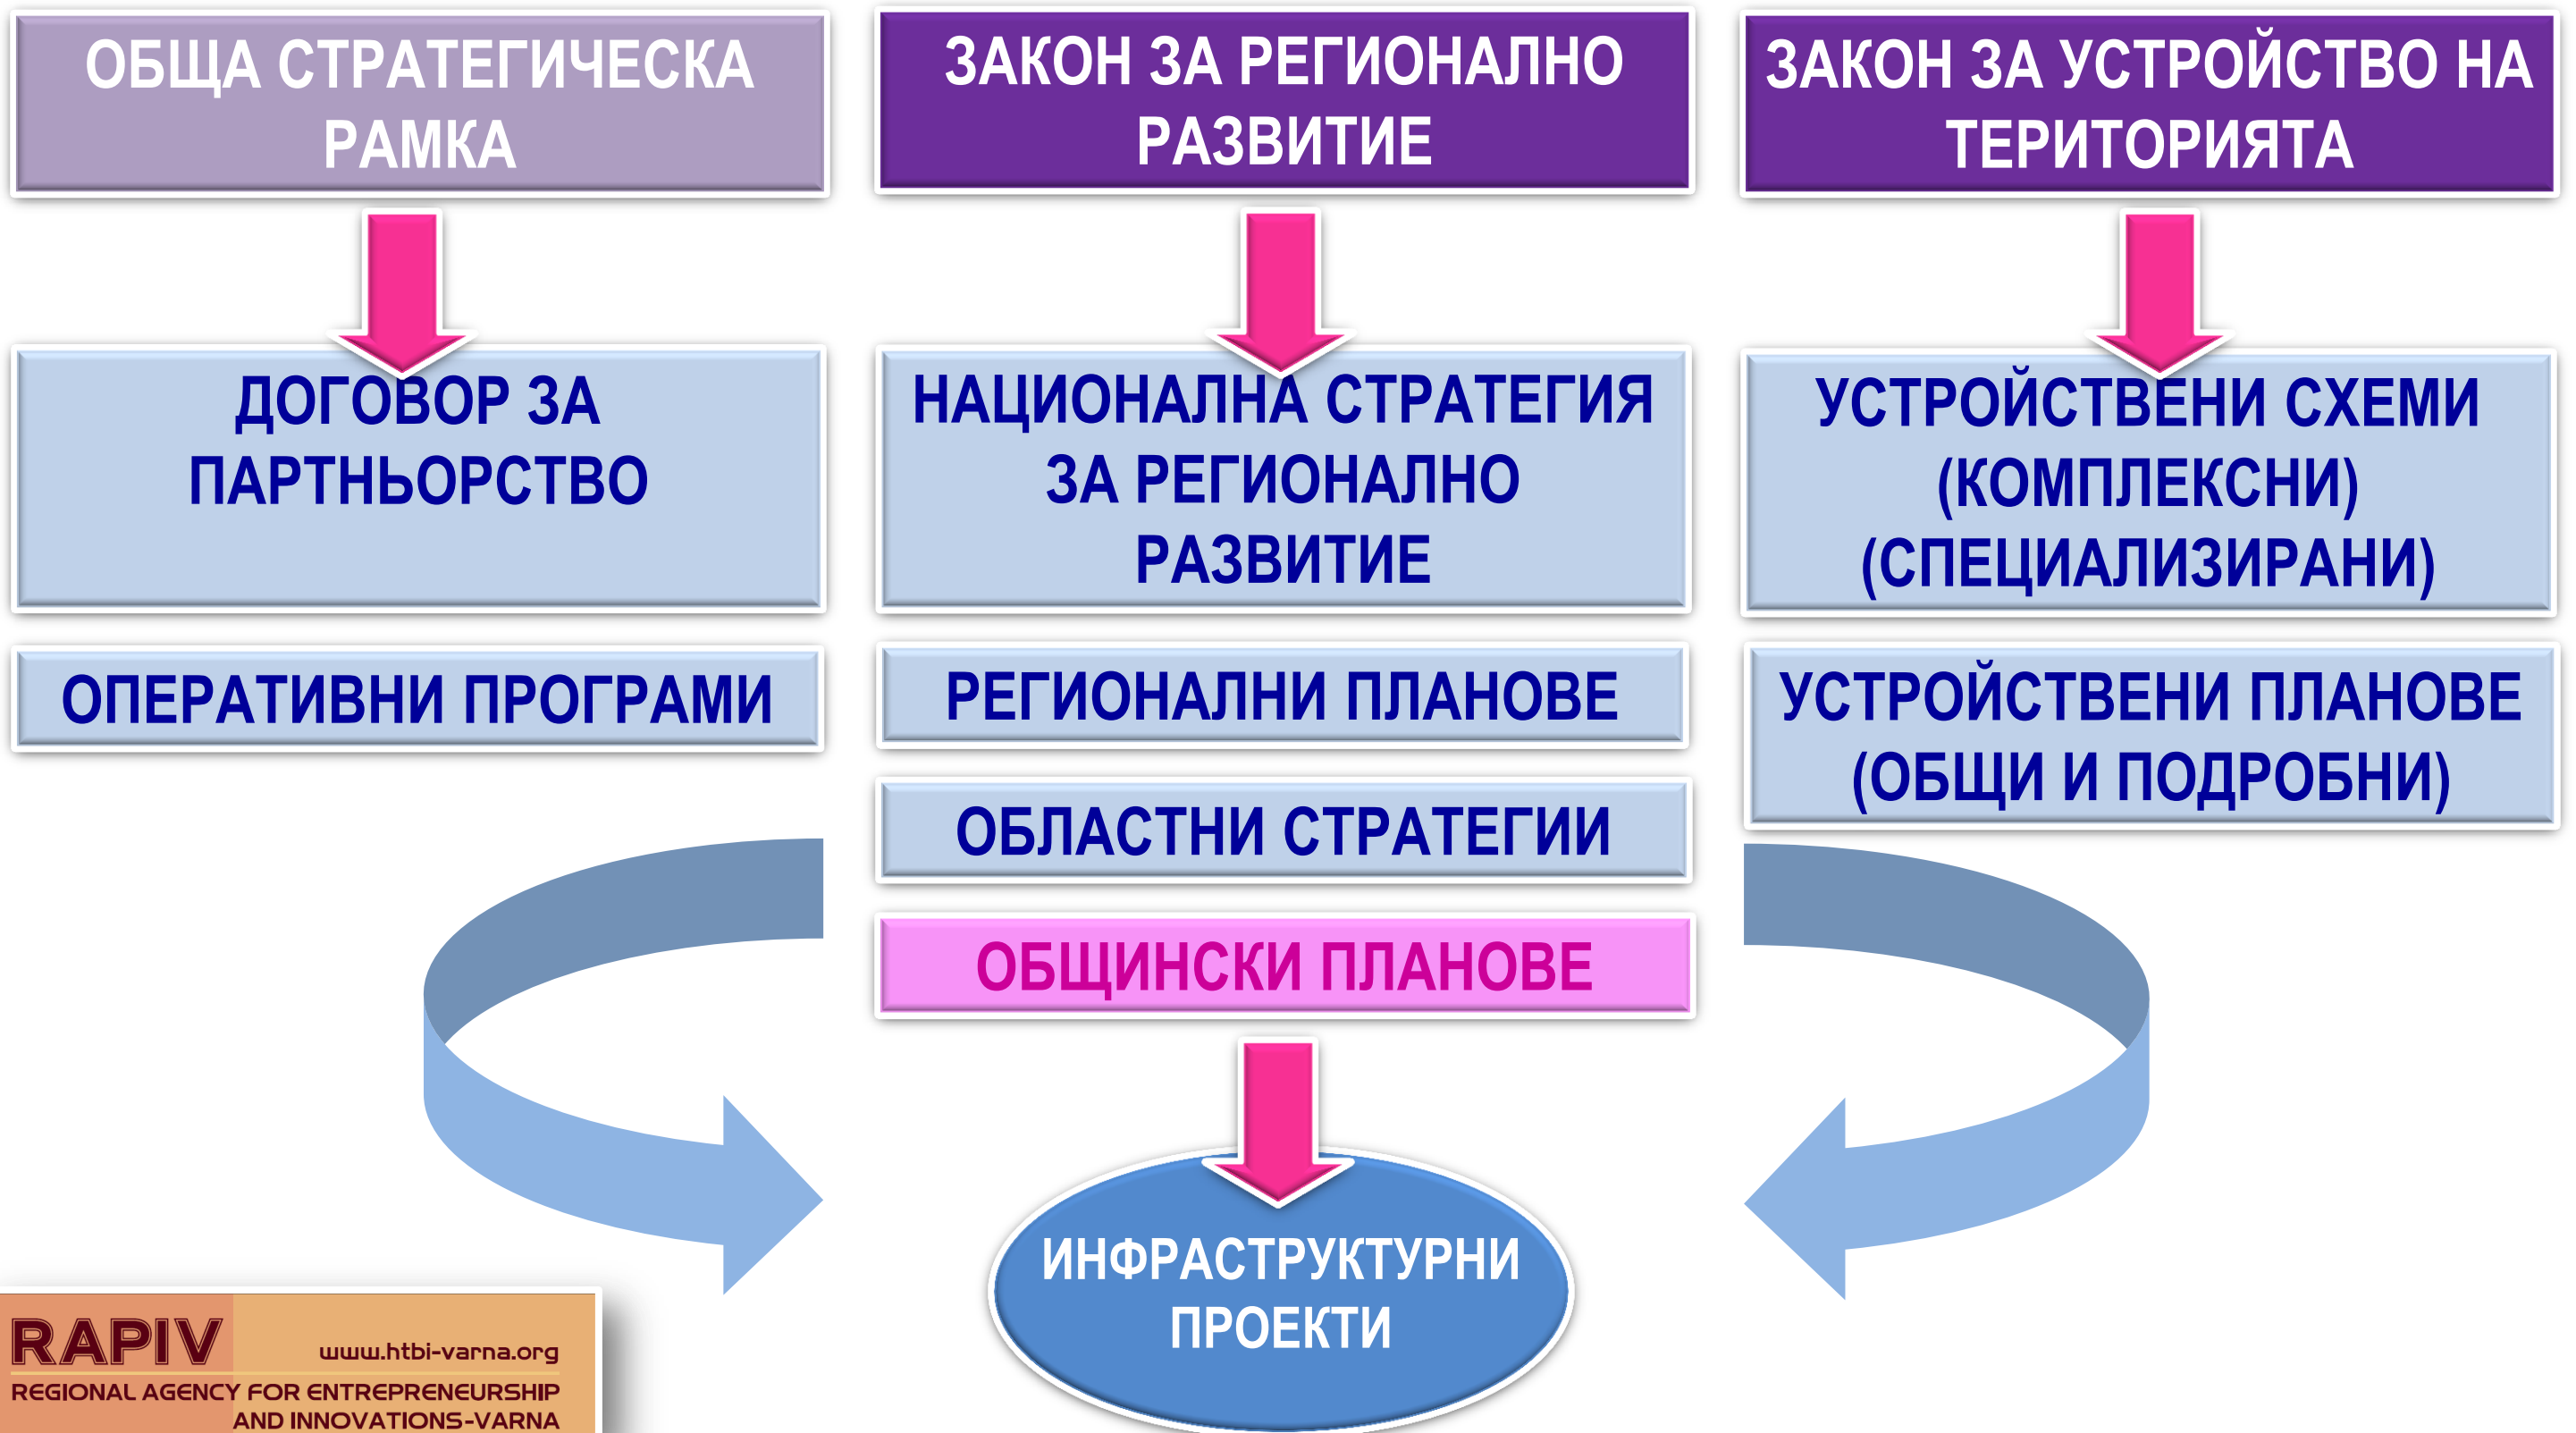 ОБЩА СТРАТЕГИЧЕСКА
РАМКА
ДОГОВОР ЗА
ПАРТНЬОРСТВО
ОПЕРАТИВНИ ПРОГРАМИ
ЗАКОН ЗА РЕГИОНАЛНО
РАЗВИТИЕ
НАЦИОНАЛНА СТРАТЕГИЯ
ЗА РЕГИОНАЛНО
РАЗВИТИЕ
РЕГИОНАЛНИ ПЛАНОВЕ
ОБЛАСТНИ СТРАТЕГИИ
ОБЩИНСКИ ПЛАНОВЕ
ИНФРАСТРУКТУРНИ
ПРОЕКТИ
ЗАКОН ЗА УСТРОЙСТВО НА
ТЕРИТОРИЯТА
УСТРОЙСТВЕНИ СХЕМИ
(КОМПЛЕКСНИ)
(СПЕЦИАЛИЗИРАНИ)
УСТРОЙСТВЕНИ ПЛАНОВЕ
(ОБЩИ И ПОДРОБНИ)
RAPIV
www.htbi-varna.org
REGIONAL AGENCY FOR ENTREPRENEURSHIP
AND INNOVATIONS-VARNA